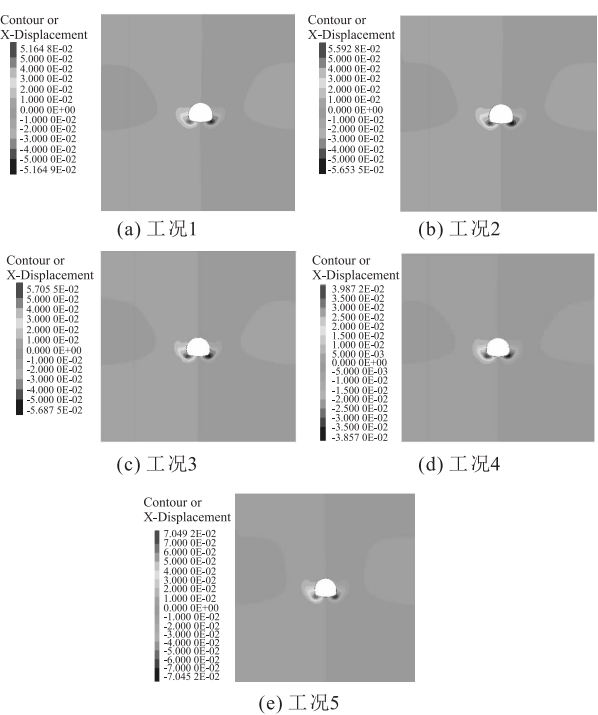 Contour or
X-Displacement
5.164 8E-02
5.000 0E-02
4.000 0E-02
3.000 0E-02
2.000 0E-02
1.000 0E-02
0.000 0E+00
-1.000 0E-02
-2.000 0E-02
-3.000 0E-02
-4.000 0E-02
-5.000 0E-02
-5.164 9E-02
(a) 工况1
Contour or
X-Displacement
5.592 8E-02
5.000 0E-02
4.000 0E-02
3.000 0E-02
2.000 0E-02
1.000 0E-02
0.000 0E+00
-1.000 0E-02
-2.000 0E-02
-3.000 0E-02
-4.000 0E-02
-5.000 0E-02
-5.653 5E-02
(b) 工况2
Contour or
X-Displacement
5.705 5E-02
5.000 0E-02
4.000 0E-02
3.000 0E-02
2.000 0E-02
1.000 0E-02
0.000 0E+00
-1.000 0E-02
-2.000 0E-02
-3.000 0E-02
-4.000 0E-02
-5.000 0E-02
-5.687 5E-02
(c) 工况3
Contour or
X-Displacement
3.987 2E-02
3.500 0E-02
3.000 0E-02
2.500 0E-02
2.000 0E-02
1.500 0E-02
1.000 0E-02
5.000 0E-03
0.000 0E+00
-5.000 0E-03
-1.000 0E-02
-1.500 0E-02
-2.000 0E-02
-2.500 0E-02
-3.000 0E-02
-3.500 0E-02
-3.857 0E-02
(d) 工况4
Contour or
X-Displacement
7.049 2E-02
7.000 0E-02
6.000 0E-02
5.000 0E-02
4.000 0E-02
3.000 0E-02
2.000 0E-02
1.000 0E-02
0.000 0E+00
-1.000 0E-02
-2.000 0E-02
-3.000 0E-02
-4.000 0E-02
-5.000 0E-02
-6.000 0E-02
-7.000 0E-02
-7.045 2E-02
(e) 工况5